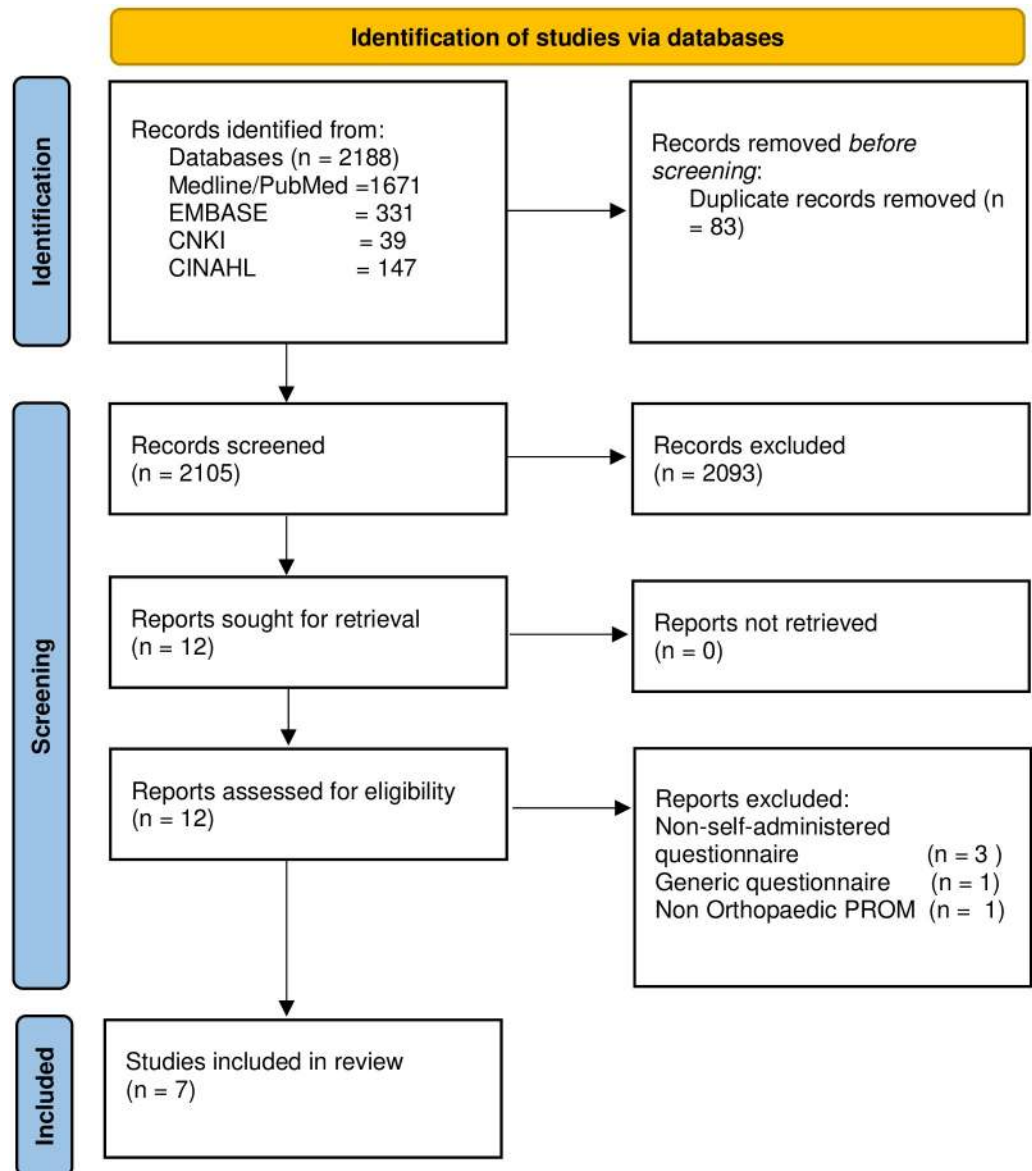 Identification of studies via databases
Identification
Records identified from:
Databases (n = 2188)
Medline/PubMed =1671
EMBASE = 331
CNKI = 39
CINAHL = 147
Records removed before
screening:
Duplicate records removed (n
= 83)
Screening
Records screened
(n = 2105)
Records excluded
(n = 2093)
Reports sought for retrieval
(n = 12)
Reports not retrieved
(n = 0)
Reports assessed for eligibility
(n = 12)
Reports excluded:
Non-self-administered
questionnaire (n = 3 )
Generic questionnaire (n = 1)
Non Orthopaedic PROM (n = 1)
Included
Studies included in review
(n = 7)